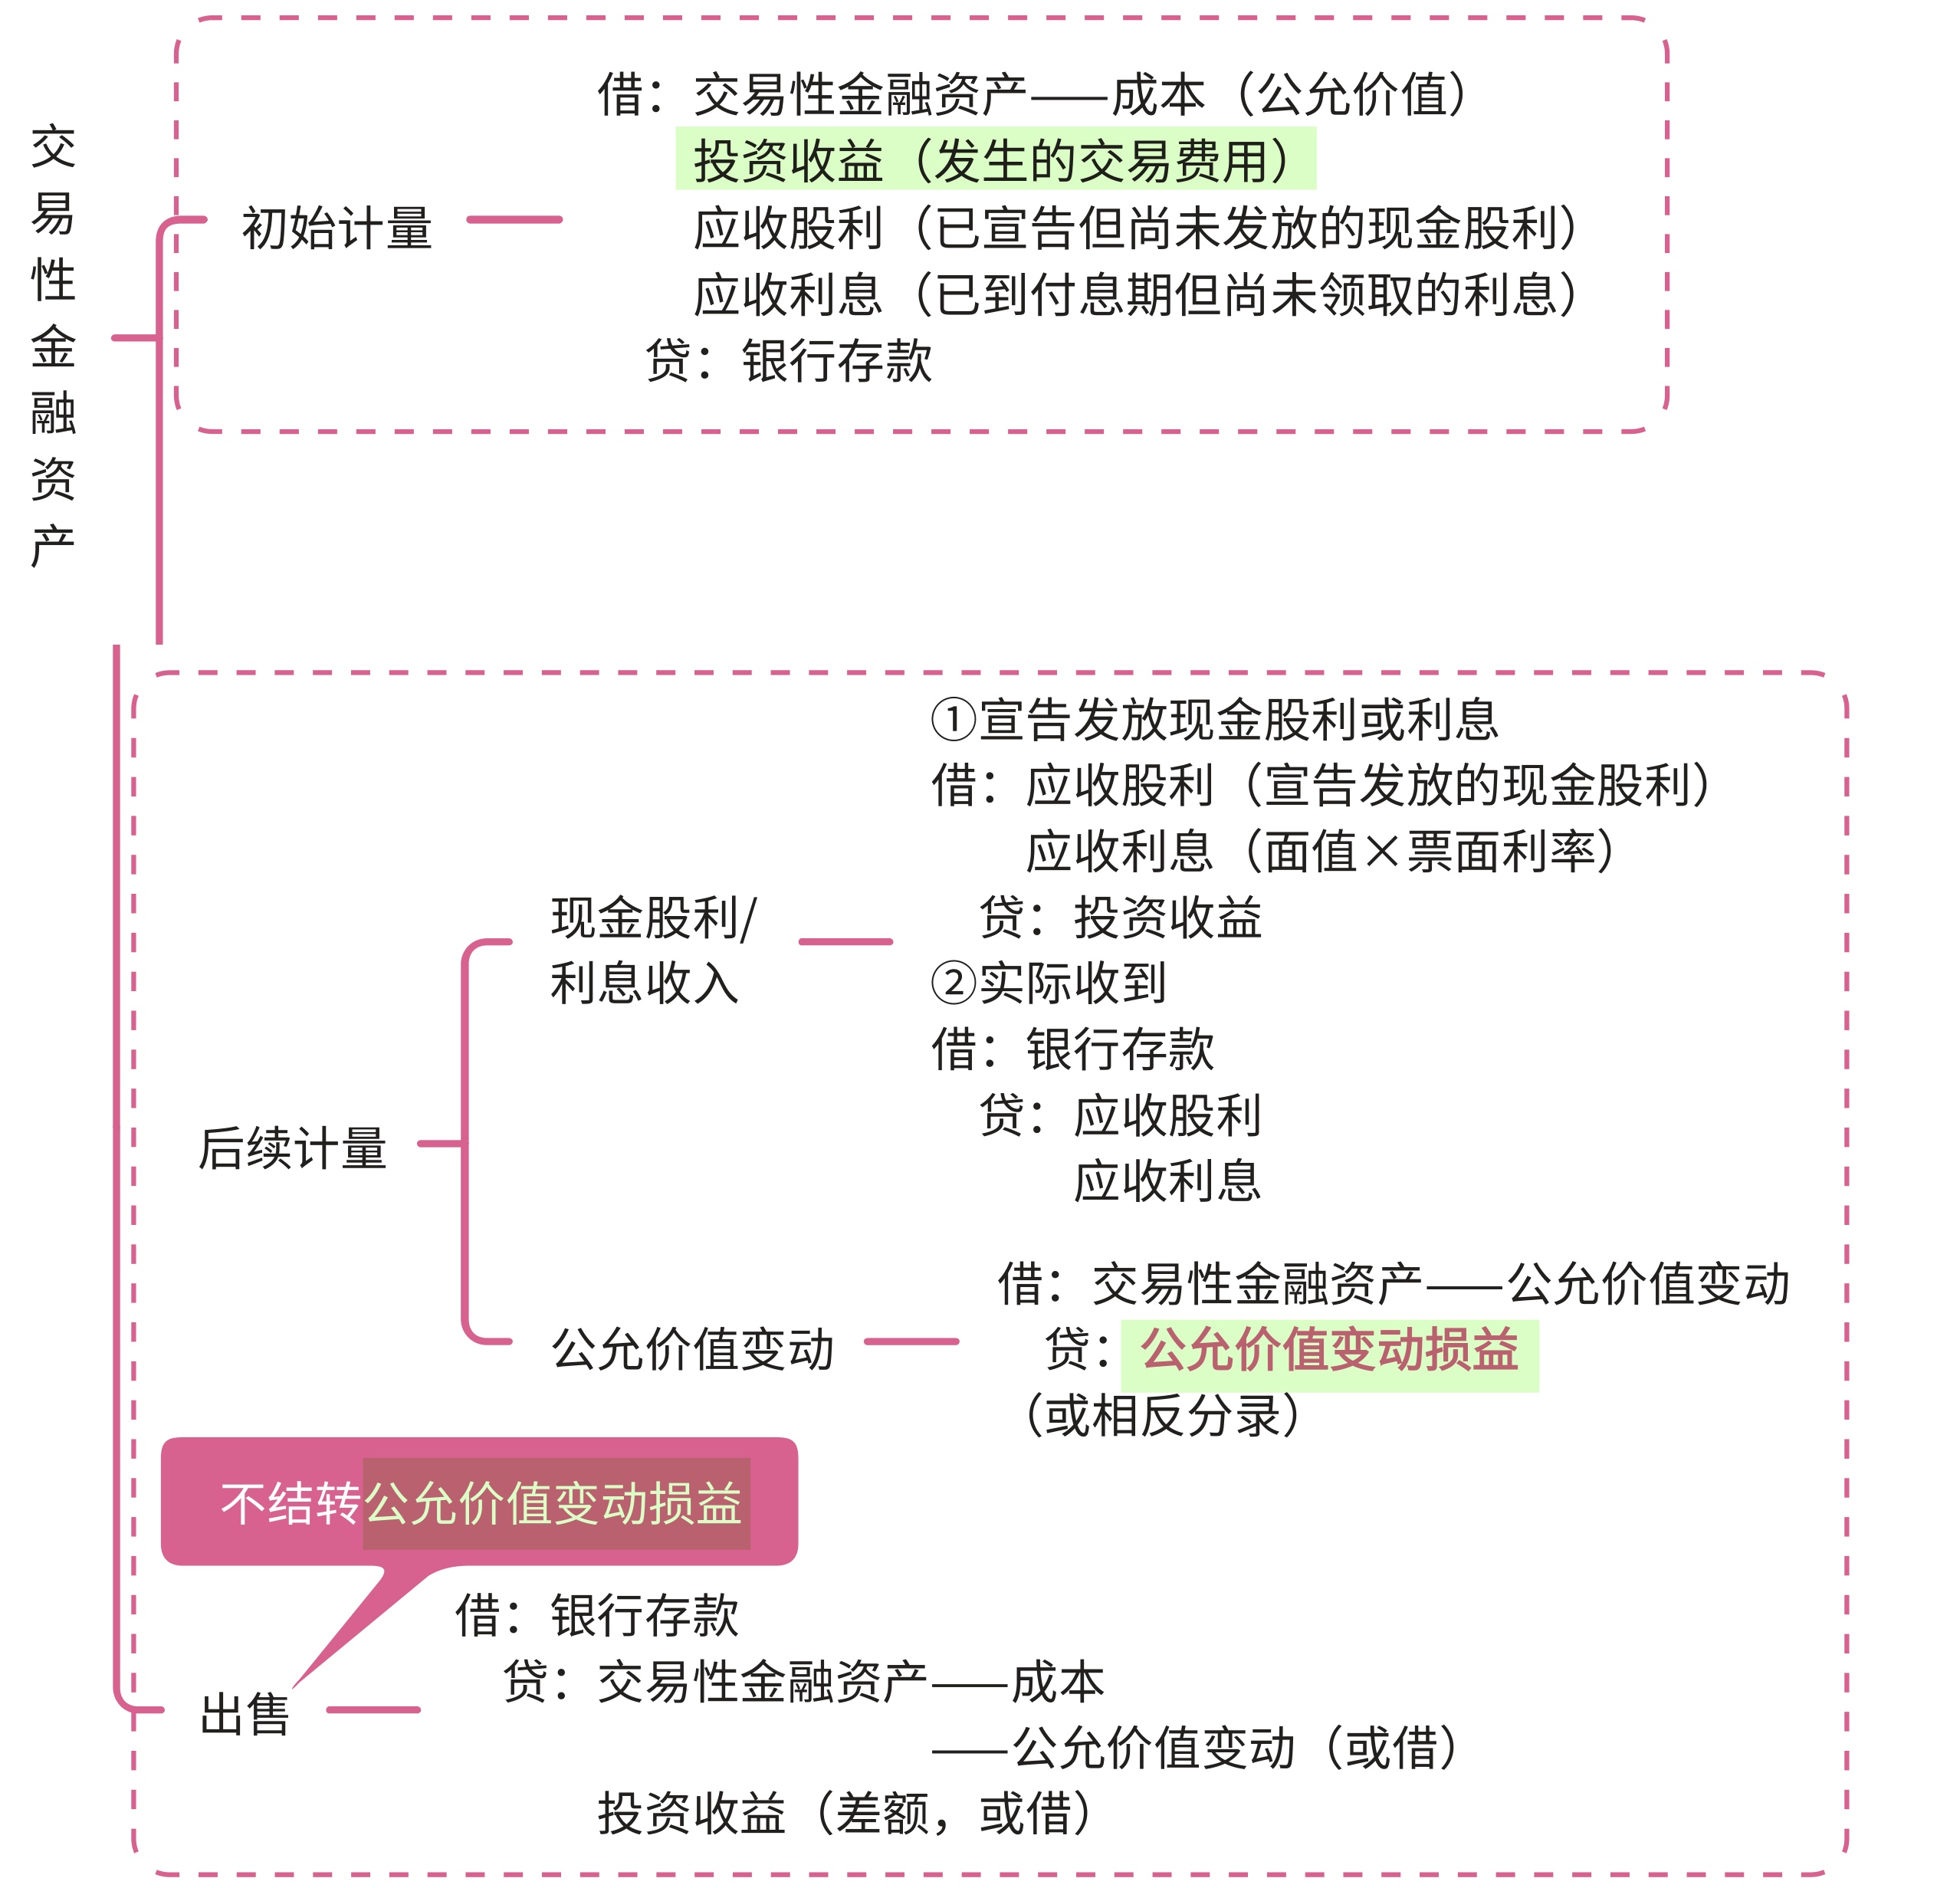 交易性金融资产
初始计量
借：交易性金融资产—成本（公允价值）
投资收益（发生的交易费用）
应收股利（已宣告但尚未发放的现金股利）
应收利息（已到付息期但尚未领取的利息）
贷：银行存款
后续计量
现金股利/
利息收入
①宣告发放现金股利或利息
借：应收股利（宣告发放的现金股利）
应收利息（面值×票面利率）
贷：投资收益
②实际收到
借：银行存款
贷：应收股利
应收利息
公允价值变动
借：交易性金融资产——公允价值变动
贷：公允价值变动损益
（或相反分录）
不结转公允价值变动损益
出售
借：银行存款
贷：交易性金融资产——成本
——公允价值变动（或借）
投资收益（差额，或借）